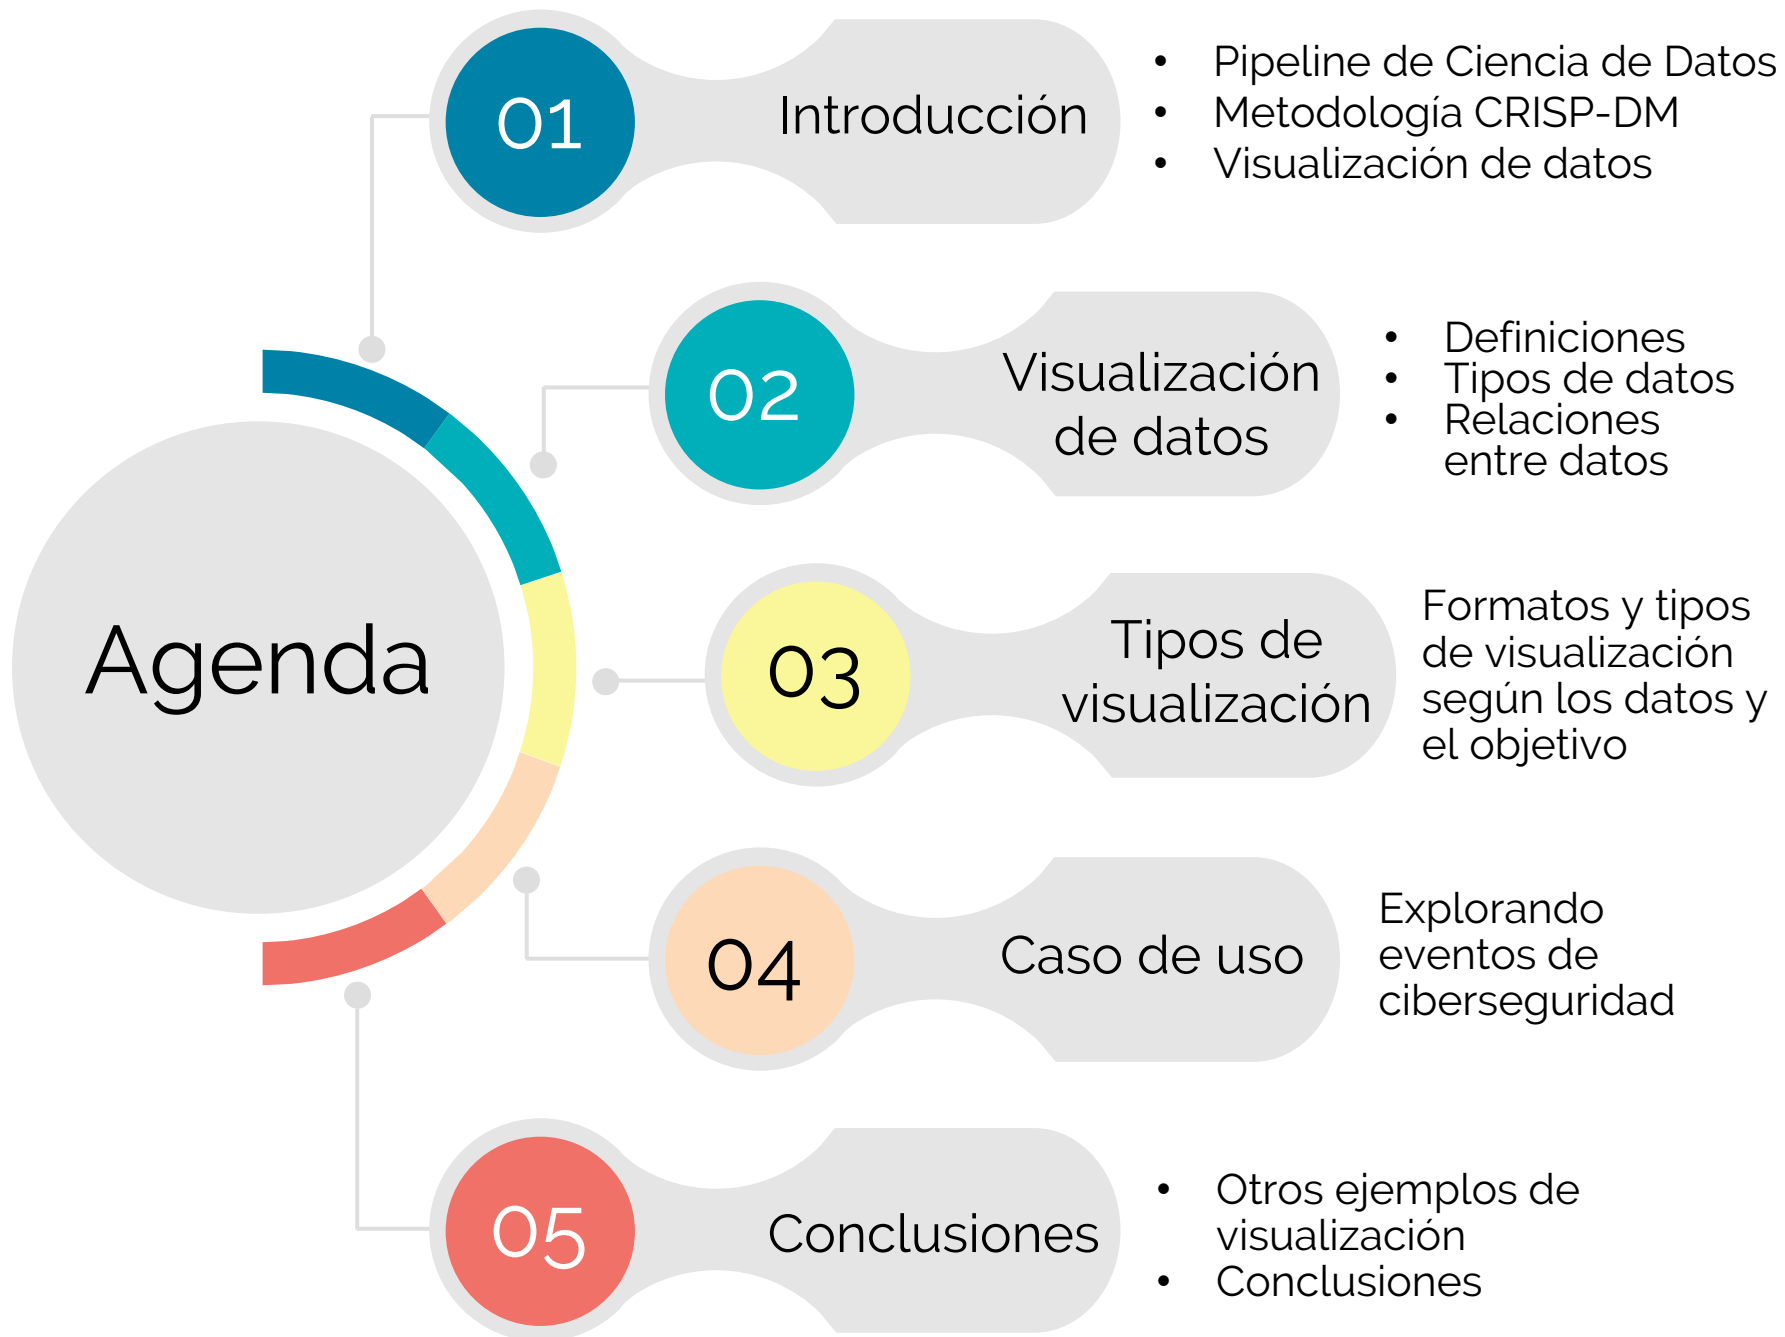 Agenda
01
Introducción
• Pipeline de Ciencia de Datos
• Metodología CRISP-DM
• Visualización de datos
02
Visualización
de datos
• Definiciones
• Tipos de datos
• Relaciones
entre datos
03
Tipos de
visualización
Formatos y tipos
de visualización
según los datos y
el objetivo
04
Caso de uso
Explorando
eventos de
ciberseguridad
05
Conclusiones
• Otros ejemplos de
visualización
• Conclusiones